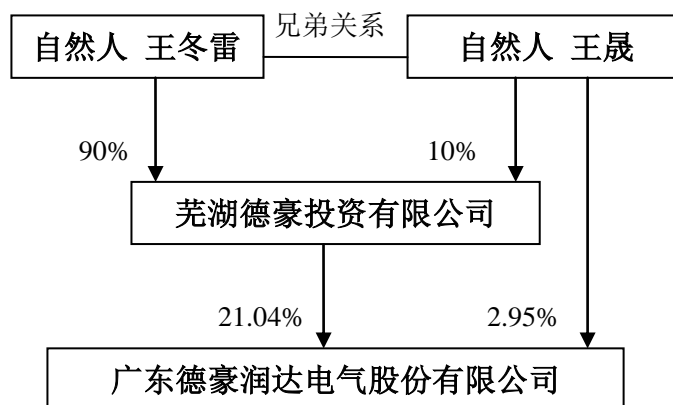 兄弟关系
自然人 王冬雷
自然人 王晟
90%
10%
芜湖德豪投资有限公司
21.04%
2.95%
广东德豪润达电气股份有限公司